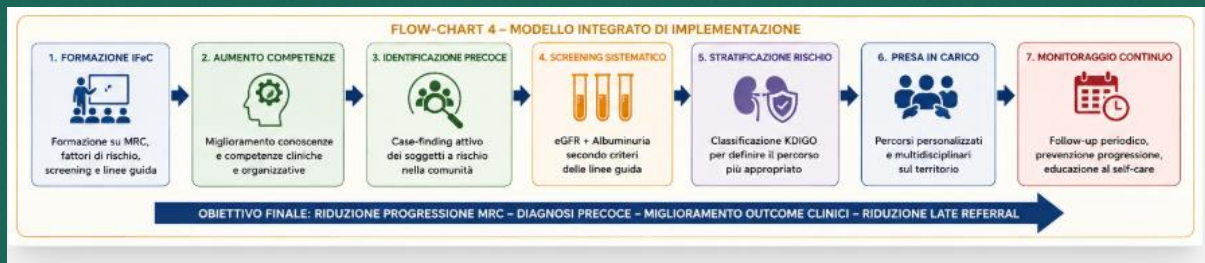 FLOW-CHART 4 – MODELLO INTEGRATO DI IMPLEMENTAZIONE
1. FORMAZIONE IFeC
Formazione su MRC,
fattori di rischio,
screening e linee guida
2. AUMENTO COMPETENZE
Miglioramento conoscenze
e competenze cliniche
e organizzative
3. IDENTIFICAZIONE PRECOCE
Case-finding attivo
dei soggetti a rischio
nella comunità
4. SCREENING SISTEMATICO
eGFR + Albuminuria
secondo criteri
delle linee guida
5. STRATIFICAZIONE RISCHIO
Classificazione KDIGO
per definire il percorso
più appropriato
6. PRESA IN CARICO
Percorsi personalizzati
e multidisciplinari
sul territorio
7. MONITORAGGIO CONTINUO
Follow-up periodico,
prevenzione progressione,
educazione al self-care
OBIETTIVO FINALE: RIDUZIONE PROGRESSIONE MRC – DIAGNOSI PRECOCE – MIGLIORAMENTO OUTCOME CLINICI – RIDUZIONE LATE REFERRAL